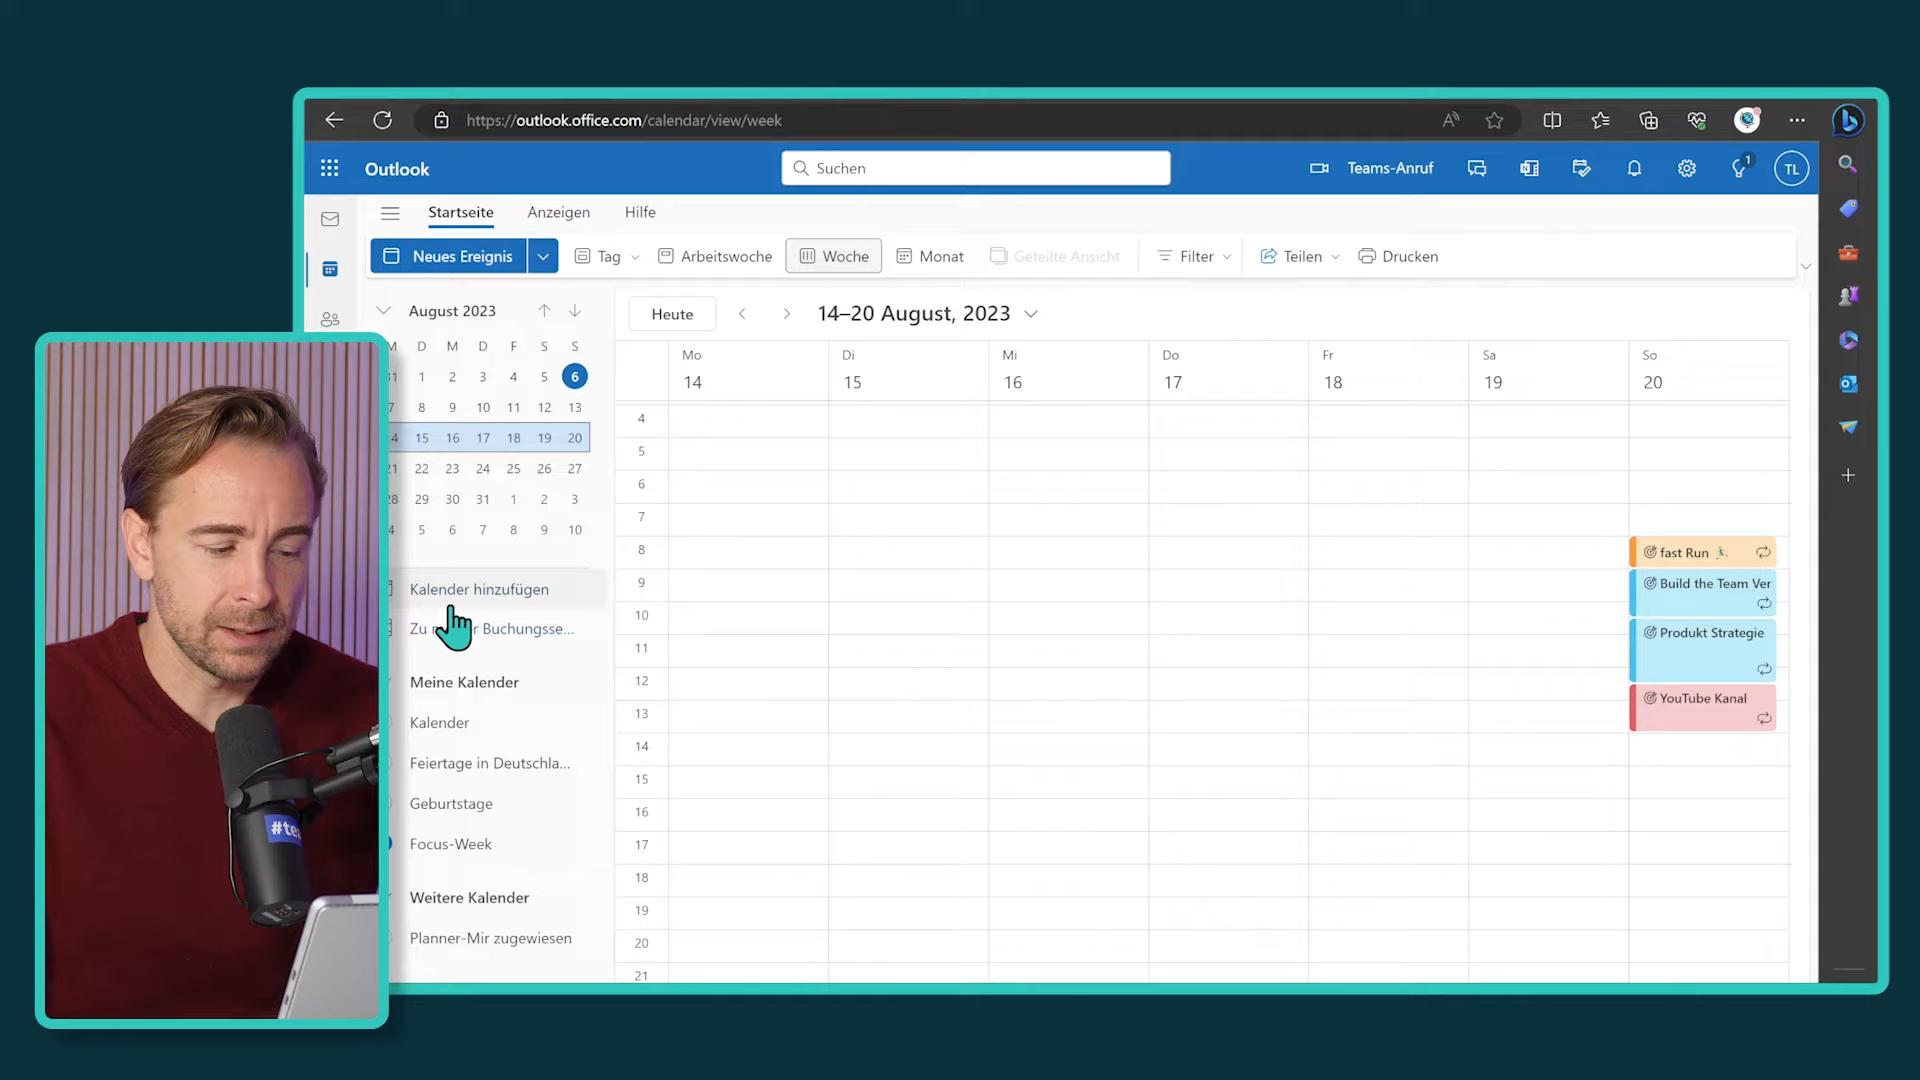 https://outlook.office.com/calendar/view/week
Outlook
Suchen
Teams-Anruf
1
TL
Startseite
Anzeigen
Hilfe
Neues Ereignis
Tag
Arbeitswoche
Woche
Monat
Geteilte Ansicht
Filter
Teilen
Drucken
August 2023
M D M D F S S
31 1 2 3 4 5 6
7 8 9 10 11 12 13
14 15 16 17 18 19 20
21 22 23 24 25 26 27
28 29 30 31 1 2 3
4 5 6 7 8 9 10
Kalender hinzufügen
Zu Buchungsse...
Meine Kalender
Kalender
Feiertage in Deutschla...
Geburtstage
Focus-Week
Weitere Kalender
Planner-Mir zugewiesen
Heute
14–20 August, 2023
Mo Di Mi Do Fr Sa So
14 15 16 17 18 19 20
4
5
6
7
8
9
10
11
12
13
14
15
16
17
18
19
20
21
fast Run
Build the Team Ver
Produkt Strategie
YouTube Kanal